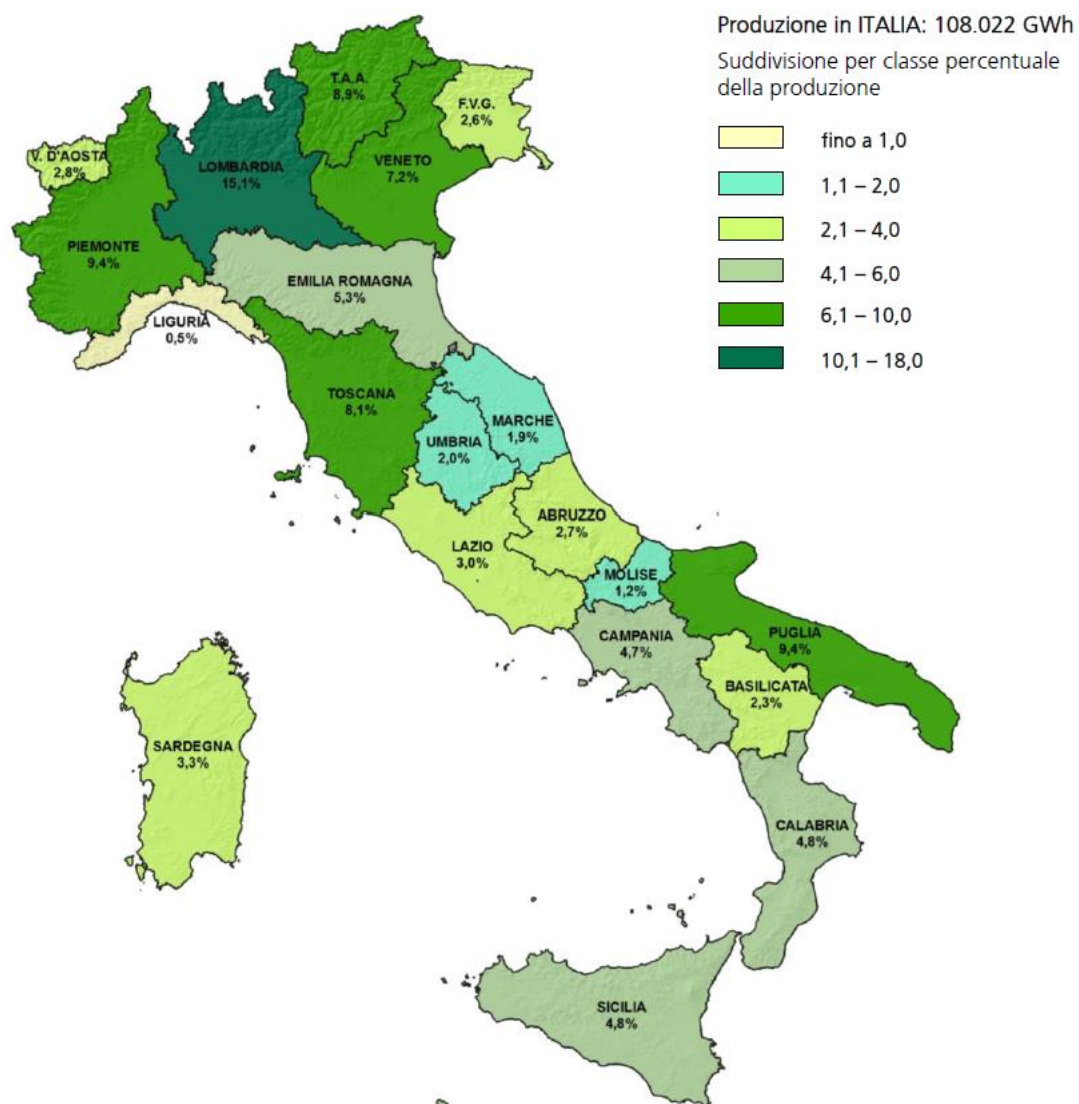 Produzione in ITALIA: 108.022 GWh
Suddivisione per classe percentuale
della produzione
fino a 1,0
1,1 – 2,0
2,1 – 4,0
4,1 – 6,0
6,1 – 10,0
10,1 – 18,0
T.A.A.
8,9%
F.V.G.
2,6%
V. D'AOSTA
2,8%
LOMBARDIA
15,1%
VENETO
7,2%
PIEMONTE
9,4%
EMILIA ROMAGNA
5,3%
LIGURIA
0,5%
TOSCANA
8,1%
MARCHE
1,9%
UMBRIA
2,0%
ABRUZZO
2,7%
LAZIO
3,0%
MOLISE
1,2%
CAMPANIA
4,7%
PUGLIA
9,4%
BASILICATA
2,3%
SARDEGNA
3,3%
CALABRIA
4,8%
SICILIA
4,8%